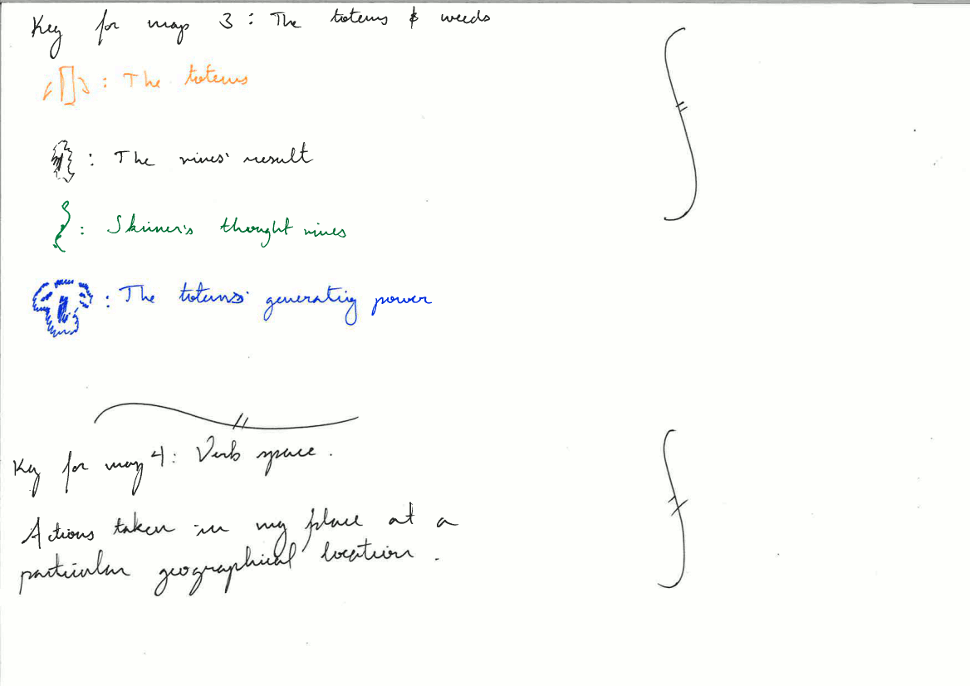 Key for map 3: The totems & weeds
: The totems
: The vines' result
: Skinner's thought vines
: The totems' generating power
Key for map 4: Verb space.
Actions taken in my place at a
particular geographical location.